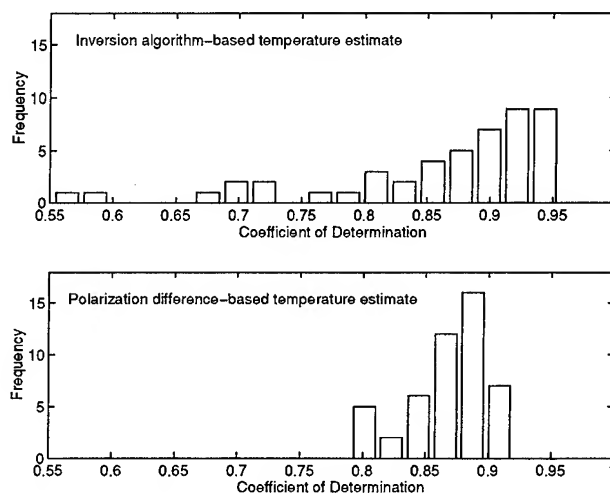 Inversion algorithm-based temperature estimate
Frequency
15
10
5
0
0.55 0.6 0.65 0.7 0.75 0.8 0.85 0.9 0.95
Coefficient of Determination
Polarization difference-based temperature estimate
Frequency
15
10
5
0
0.55 0.6 0.65 0.7 0.75 0.8 0.85 0.9 0.95
Coefficient of Determination